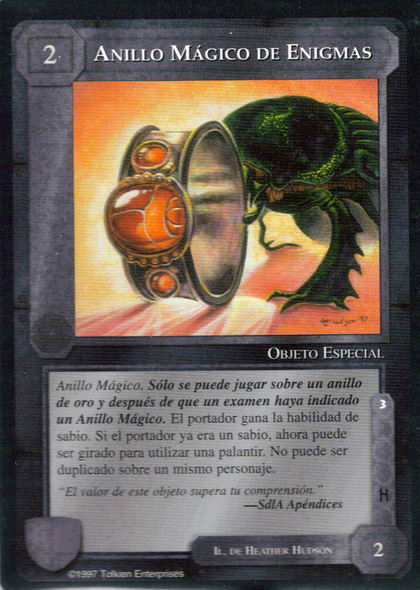 2
ANILLO MÁGICO DE ENIGMAS
OBJETO ESPECIAL
Anillo Mágico. Sólo se puede jugar sobre un anillo
de oro y después de que un examen haya indicado
un Anillo Mágico. El portador gana la habilidad de
sabio. Si el portador ya era un sabio, ahora puede
ser girado para utilizar una palantir. No puede ser
duplicado sobre un mismo personaje.
3
H
“El valor de este objeto supera tu comprensión.”
—SdlA Apéndices
IL. DE HEATHER HUDSON
2
©1997 Tolkien Enterprises